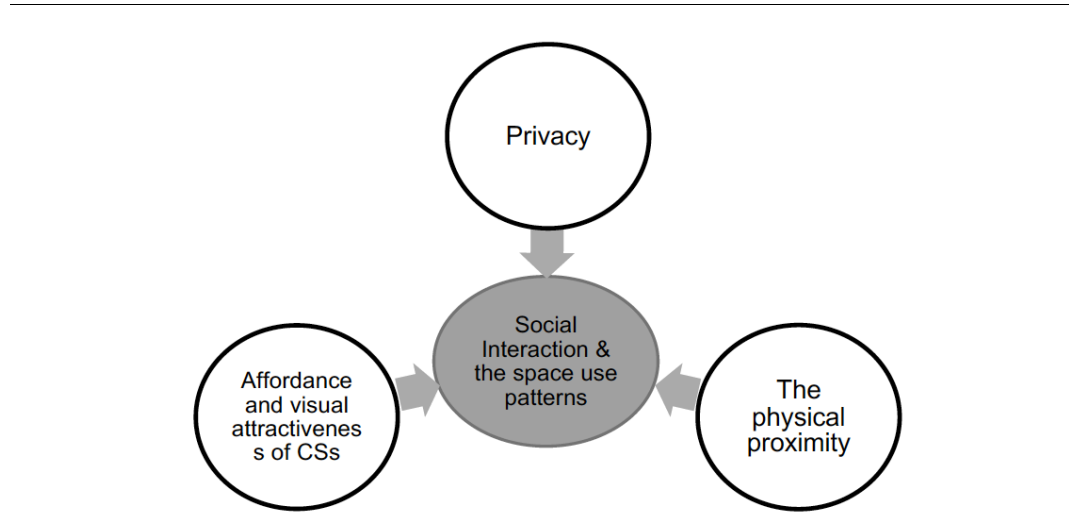 Privacy
Social
Interaction &
the space use
patterns
Affordance
and visual
attractivenes
s of CSs
The
physical
proximity